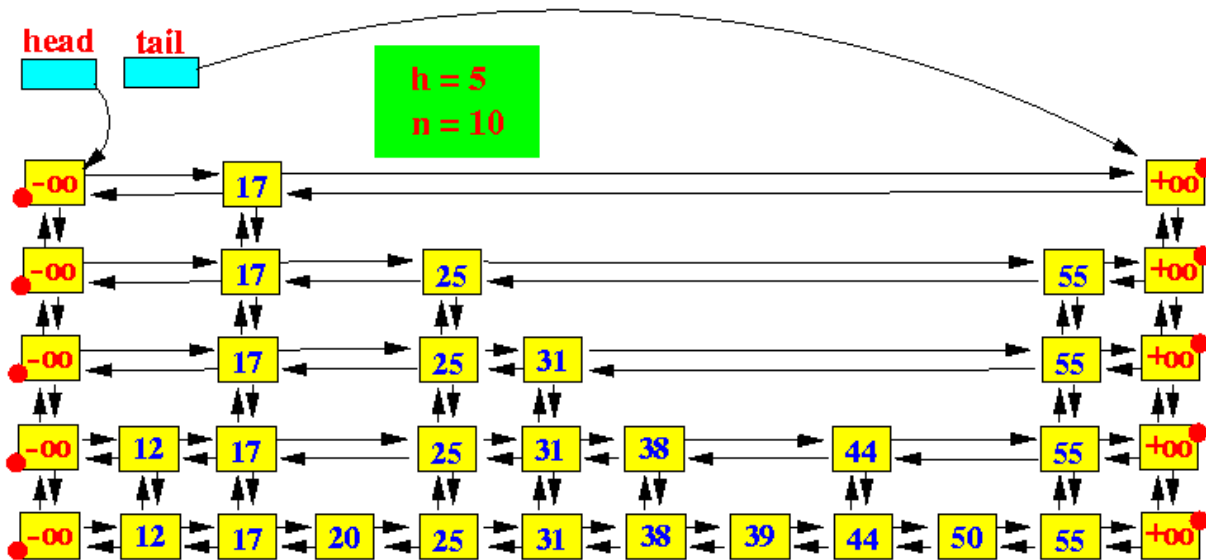 head tail
h = 5
n = 10
-oo 17 +oo
-oo 17 25 55 +oo
-oo 17 25 31 55 +oo
-oo 12 17 25 31 38 44 55 +oo
-oo 12 17 20 25 31 38 39 44 50 55 +oo